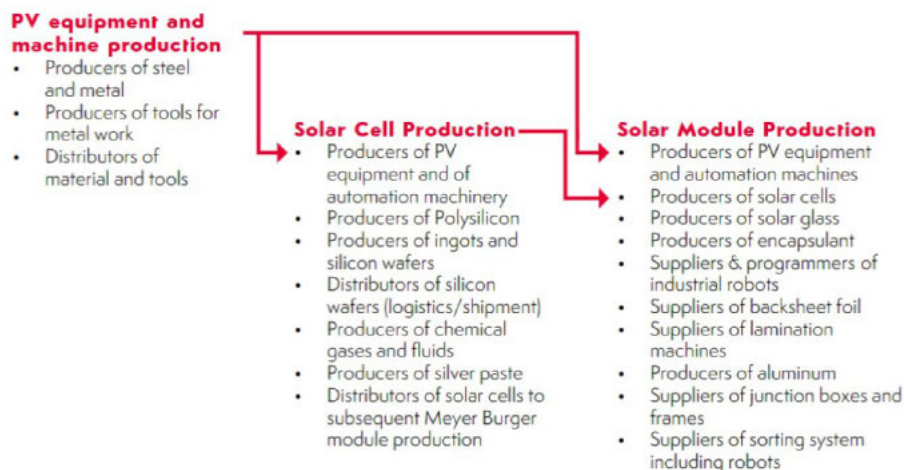 PV equipment and
machine production
• Producers of steel
and metal
• Producers of tools for
metal work
• Distributors of
material and tools
Solar Cell Production
• Producers of PV
equipment and of
automation machinery
• Producers of Polysilicon
• Producers of ingots and
silicon wafers
• Distributors of silicon
wafers (logistics/shipment)
• Producers of chemical
gases and fluids
• Producers of silver paste
• Distributors of solar cells to
subsequent Meyer Burger
module production
Solar Module Production
• Producers of PV equipment
and automation machines
• Producers of solar cells
• Producers of solar glass
• Producers of encapsulant
• Suppliers & programmers of
industrial robots
• Suppliers of backsheet foil
• Suppliers of lamination
machines
• Producers of aluminum
• Suppliers of junction boxes and
frames
• Suppliers of sorting system
including robots